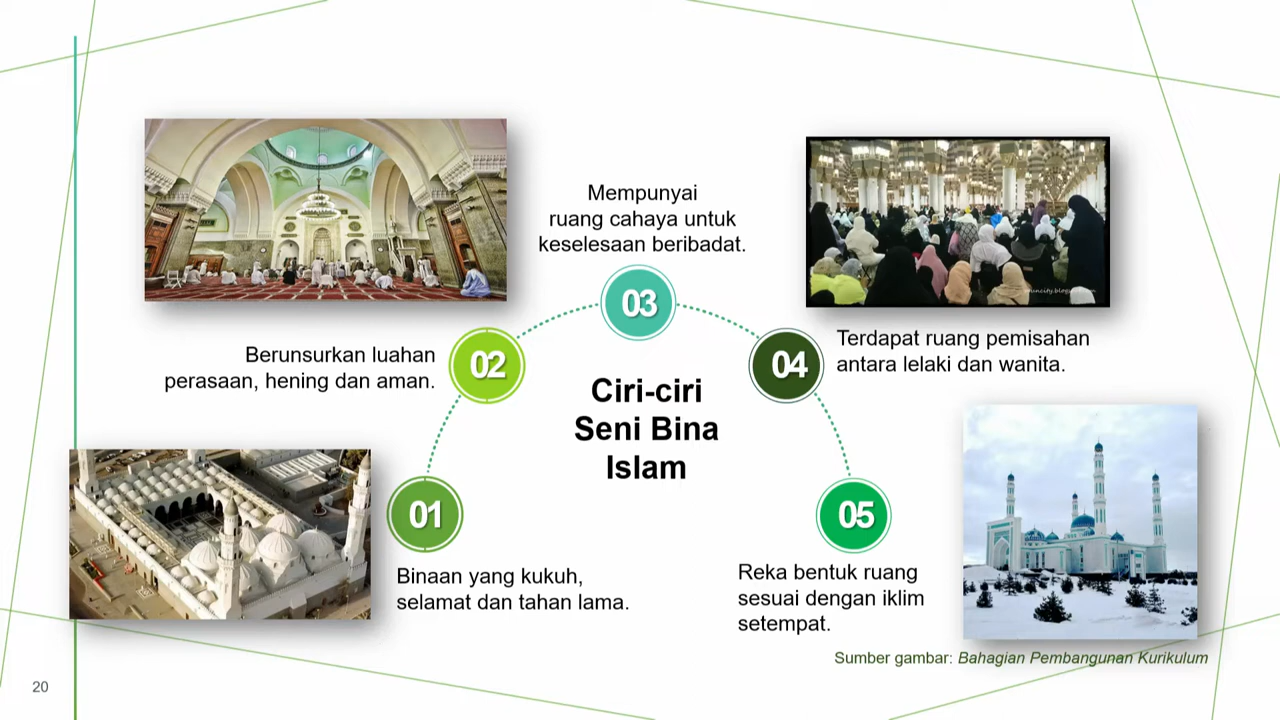 Mempunyai
ruang cahaya untuk
keselesaan beribadat.
03
Berunsurkan luahan
perasaan, hening dan aman.
02
04
Terdapat ruang pemisahan
antara lelaki dan wanita.
Ciri-ciri
Seni Bina
Islam
01
Binaan yang kukuh,
selamat dan tahan lama.
05
Reka bentuk ruang
sesuai dengan iklim
setempat.
Sumber gambar: Bahagian Pembangunan Kurikulum
20